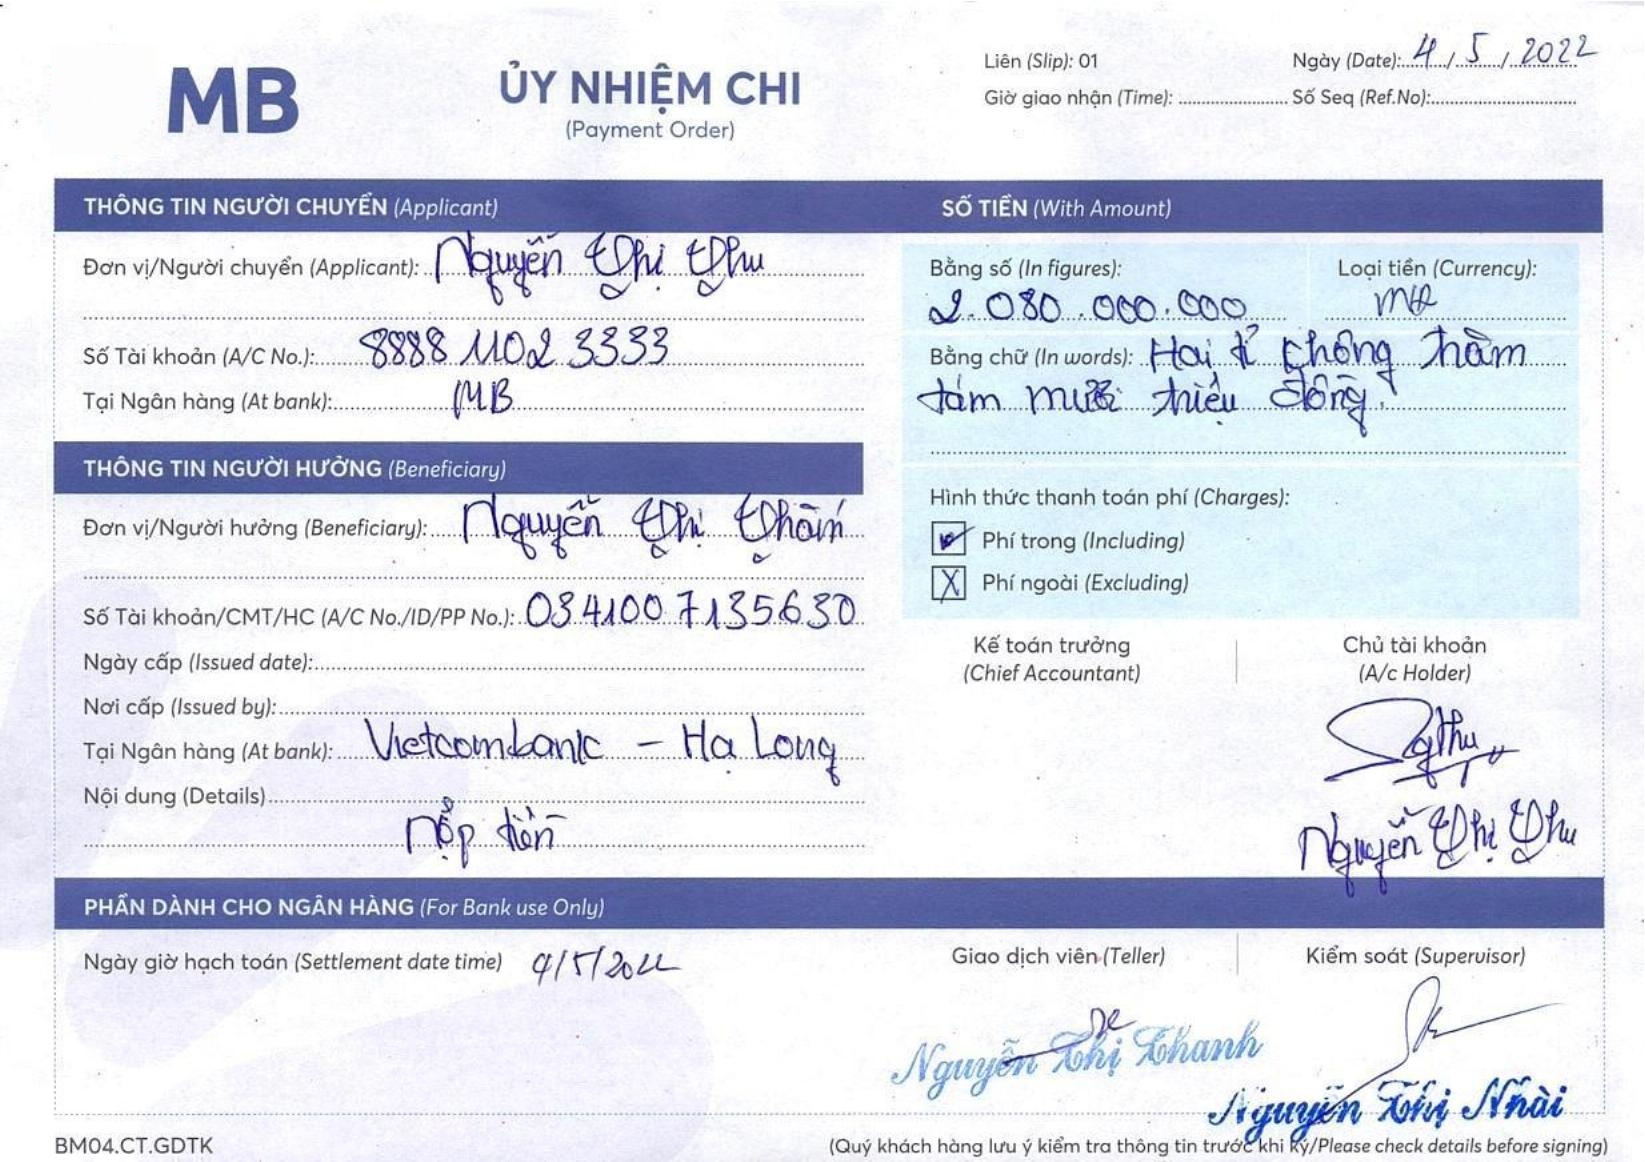 MB
ỦY NHIỆM CHI
(Payment Order)
Liên (Slip): 01
Ngày (Date): 4/5/2022
Giờ giao nhận (Time):
Số Seq (Ref.No):
THÔNG TIN NGƯỜI CHUYỂN (Applicant)
Đơn vị/Người chuyển (Applicant): Nguyễn Thị Thu
Số Tài khoản (A/C No.): 8888 1102 3333
Tại Ngân hàng (At bank): MB
SỐ TIỀN (With Amount)
Bằng số (In figures):
2.080.000.000
Loại tiền (Currency):
Bằng chữ (In words): Hai tỉ không trăm
tám mươi triệu đồng.
THÔNG TIN NGƯỜI HƯỞNG (Beneficiary)
Đơn vị/Người hưởng (Beneficiary): Nguyễn Thị
Số Tài khoản/CMT/HC (A/C No./ID/PP No.): 0341007135630
Ngày cấp (Issued date):
Nơi cấp (Issued by):
Tại Ngân hàng (At bank): Vietcombank - Hạ Long
Nội dung (Details)
nộp tiền
Hình thức thanh toán phí (Charges):
Phí trong (Including)
X Phí ngoài (Excluding)
Kế toán trưởng
(Chief Accountant)
Chủ tài khoản
(A/c Holder)
Nguyễn Thị Thu
PHẦN DÀNH CHO NGÂN HÀNG (For Bank use Only)
Ngày giờ hạch toán (Settlement date time) 4/5/2022
Giao dịch viên (Teller)
Nguyễn Thị Thanh
Kiểm soát (Supervisor)
Nguyễn Thị Nhài
BM04.CT.GDTK
(Quý khách hàng lưu ý kiểm tra thông tin trước khi ký/Please check details before signing)